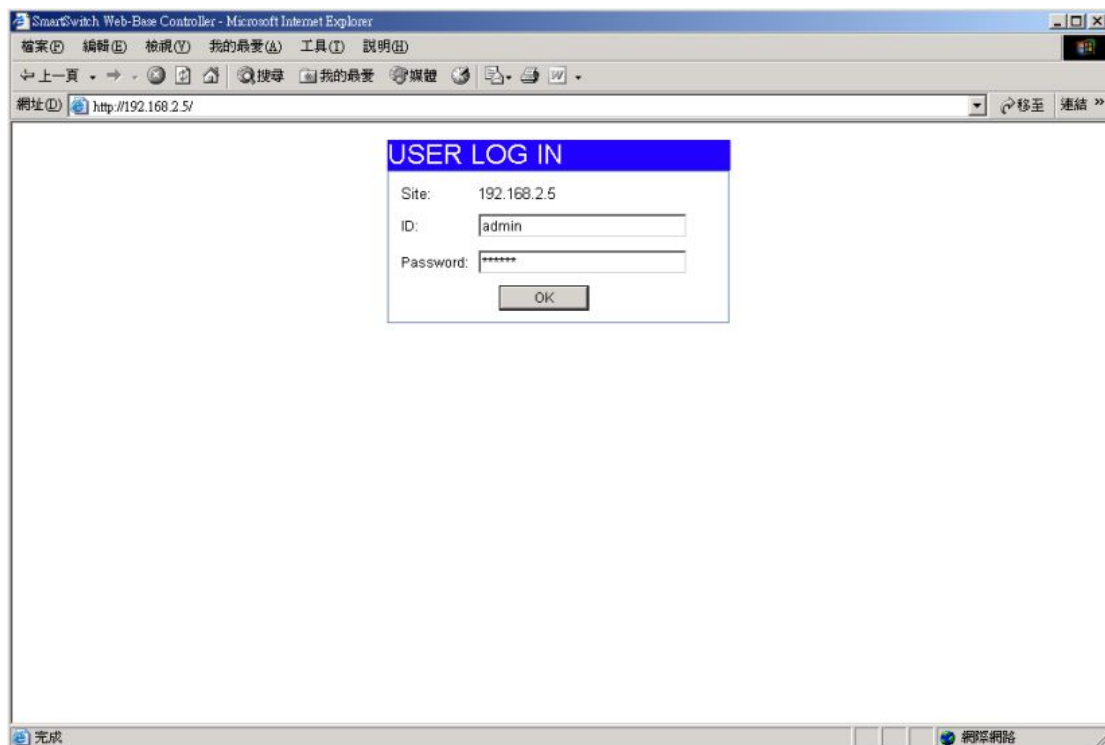 SmartSwitch Web-Base Controller - Microsoft Internet Explorer
檔案(F) 編輯(E) 檢視(V) 我的最愛(A) 工具(T) 說明(H)
上一頁 搜尋 我的最愛 媒體
網址(D) http://192.168.2.5/ 移至 連結 »
USER LOG IN
Site: 192.168.2.5
ID: admin
Password: ******
OK
完成 網際網路